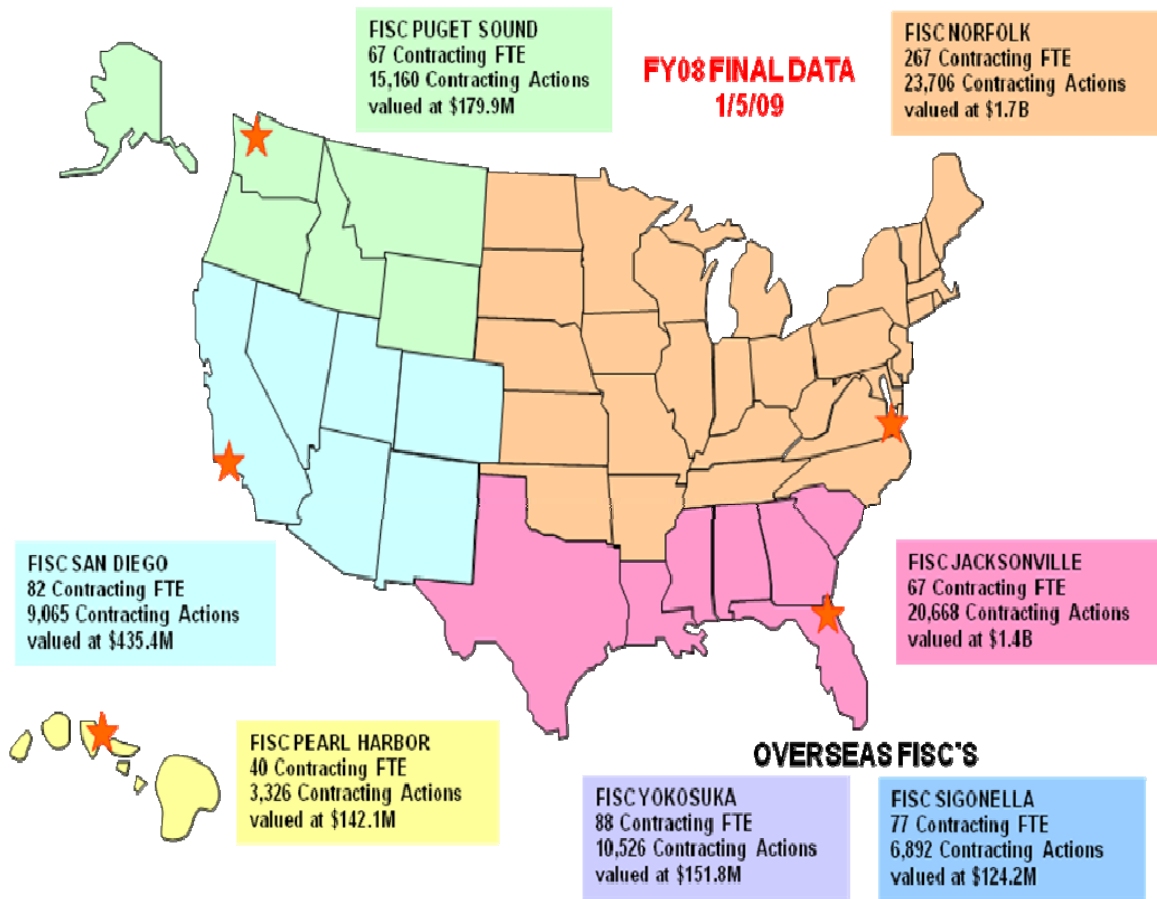 FISC PUGET SOUND
67 Contracting FTE
15,160 Contracting Actions
valued at $179.9M
FY08 FINAL DATA
1/5/09
FISC NORFOLK
267 Contracting FTE
23,706 Contracting Actions
valued at $1.7B
FISC SAN DIEGO
82 Contracting FTE
9,065 Contracting Actions
valued at $435.4M
FISC JACKSONVILLE
67 Contracting FTE
20,668 Contracting Actions
valued at $1.4B
FISC PEARL HARBOR
40 Contracting FTE
3,326 Contracting Actions
valued at $142.1M
OVERSEAS FISC'S
FISC YOKOSUKA
88 Contracting FTE
10,526 Contracting Actions
valued at $151.8M
FISC SIGONELLA
77 Contracting FTE
6,892 Contracting Actions
valued at $124.2M